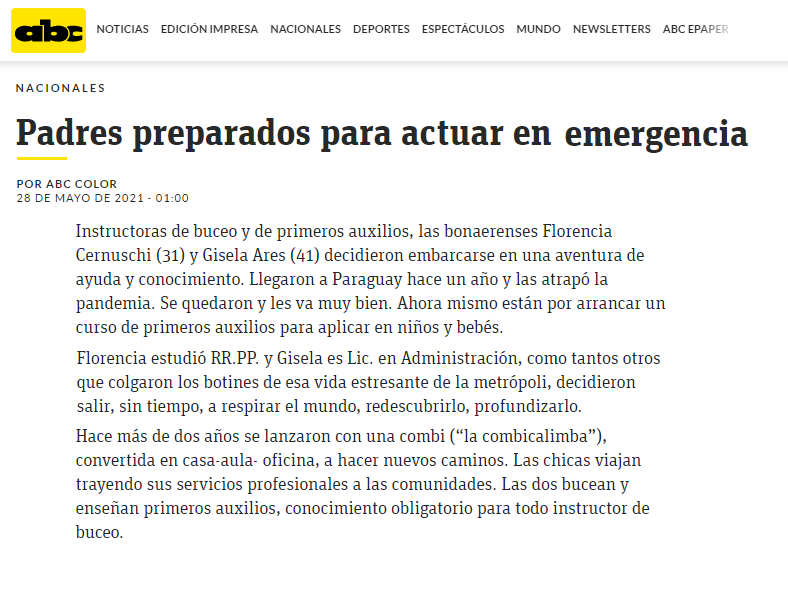 abc NOTICIAS EDICIÓN IMPRESA NACIONALES DEPORTES ESPECTÁCULOS MUNDO NEWSLETTERS ABC EPAPER
NACIONALES
Padres preparados para actuar en emergencia
POR ABC COLOR
28 DE MAYO DE 2021 - 01:00
Instructoras de buceo y de primeros auxilios, las bonaerenses Florencia
Cernuschi (31) y Gisela Ares (41) decidieron embarcarse en una aventura de
ayuda y conocimiento. Llegaron a Paraguay hace un año y las atrapó la
pandemia. Se quedaron y les va muy bien. Ahora mismo están por arrancar un
curso de primeros auxilios para aplicar en niños y bebés.
Florencia estudió RR.PP. y Gisela es Lic. en Administración, como tantos otros
que colgaron los botines de esa vida estresante de la metrópoli, decidieron
salir, sin tiempo, a respirar el mundo, redescubrirlo, profundizarlo.
Hace más de dos años se lanzaron con una combi (“la combicalimba”),
convertida en casa-aula- oficina, a hacer nuevos caminos. Las chicas viajan
trayendo sus servicios profesionales a las comunidades. Las dos bucean y
enseñan primeros auxilios, conocimiento obligatorio para todo instructor de
buceo.